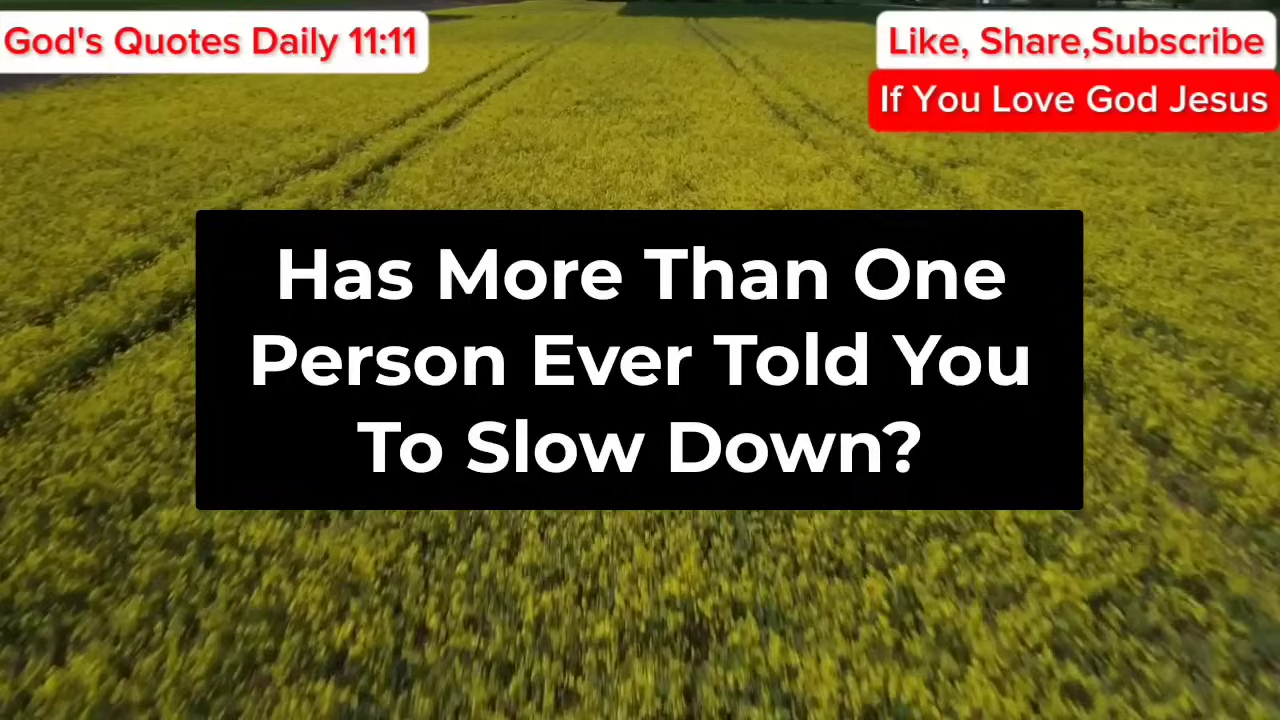 God's Quotes Daily 11:11
Like, Share,Subscribe
If You Love God Jesus
Has More Than One
Person Ever Told You
To Slow Down?